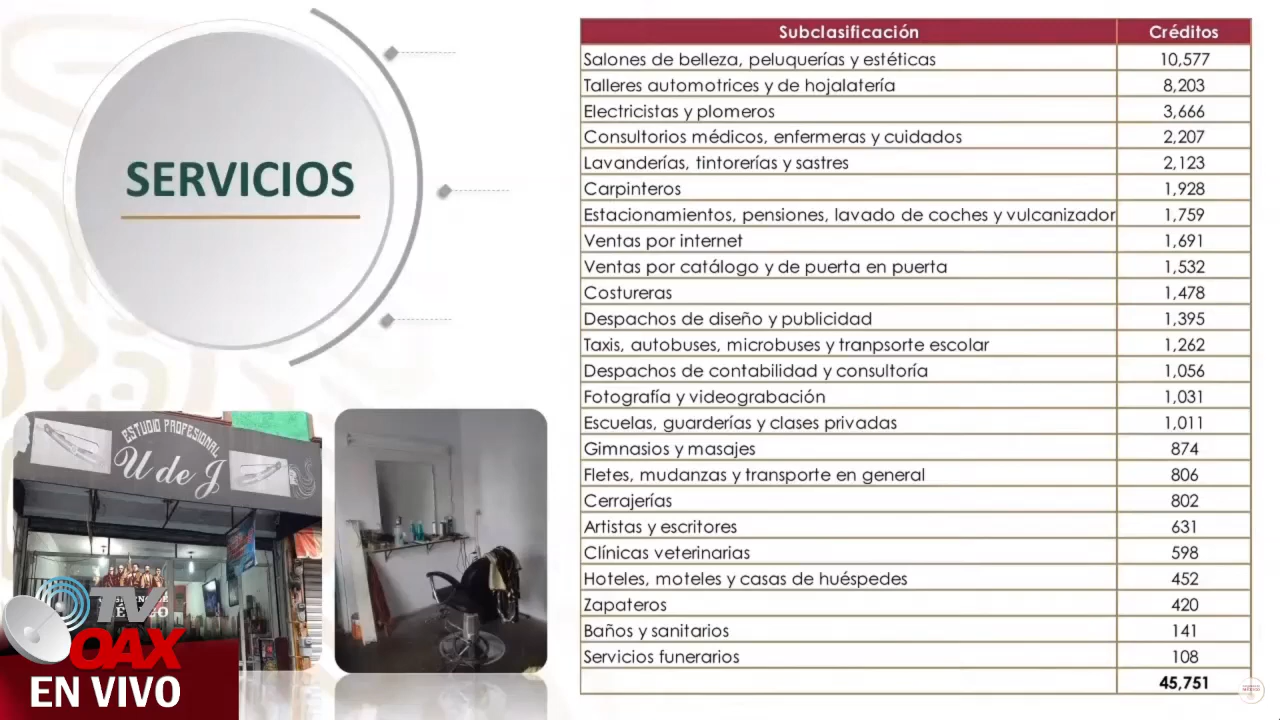 SERVICIOS
Subclasificación Créditos
Salones de belleza, peluquerías y estéticas 10,577
Talleres automotrices y de hojalatería 8,203
Electricistas y plomeros 3,666
Consultorios médicos, enfermeras y cuidados 2,207
Lavanderías, tintorerías y sastres 2,123
Carpinteros 1,928
Estacionamientos, pensiones, lavado de coches y vulcanizador 1,759
Ventas por internet 1,691
Ventas por catálogo y de puerta en puerta 1,532
Costureras 1,478
Despachos de diseño y publicidad 1,395
Taxis, autobuses, microbuses y tranpsorte escolar 1,262
Despachos de contabilidad y consultoría 1,056
Fotografía y videograbación 1,031
Escuelas, guarderías y clases privadas 1,011
Gimnasios y masajes 874
Fletes, mudanzas y transporte en general 806
Cerrajerías 802
Artistas y escritores 631
Clínicas veterinarias 598
Hoteles, moteles y casas de huéspedes 452
Zapateros 420
Baños y sanitarios 141
Servicios funerarios 108
45,751
ESTUDIO PROFESIONAL
U de J
TV
OAX
EN VIVO